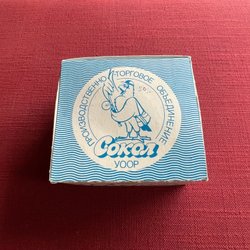 ПРОИЗВОДСТВЕННО-ТОРГОВОЕ ОБЪЕДИНЕНИЕ
СОКОЛ
УООР